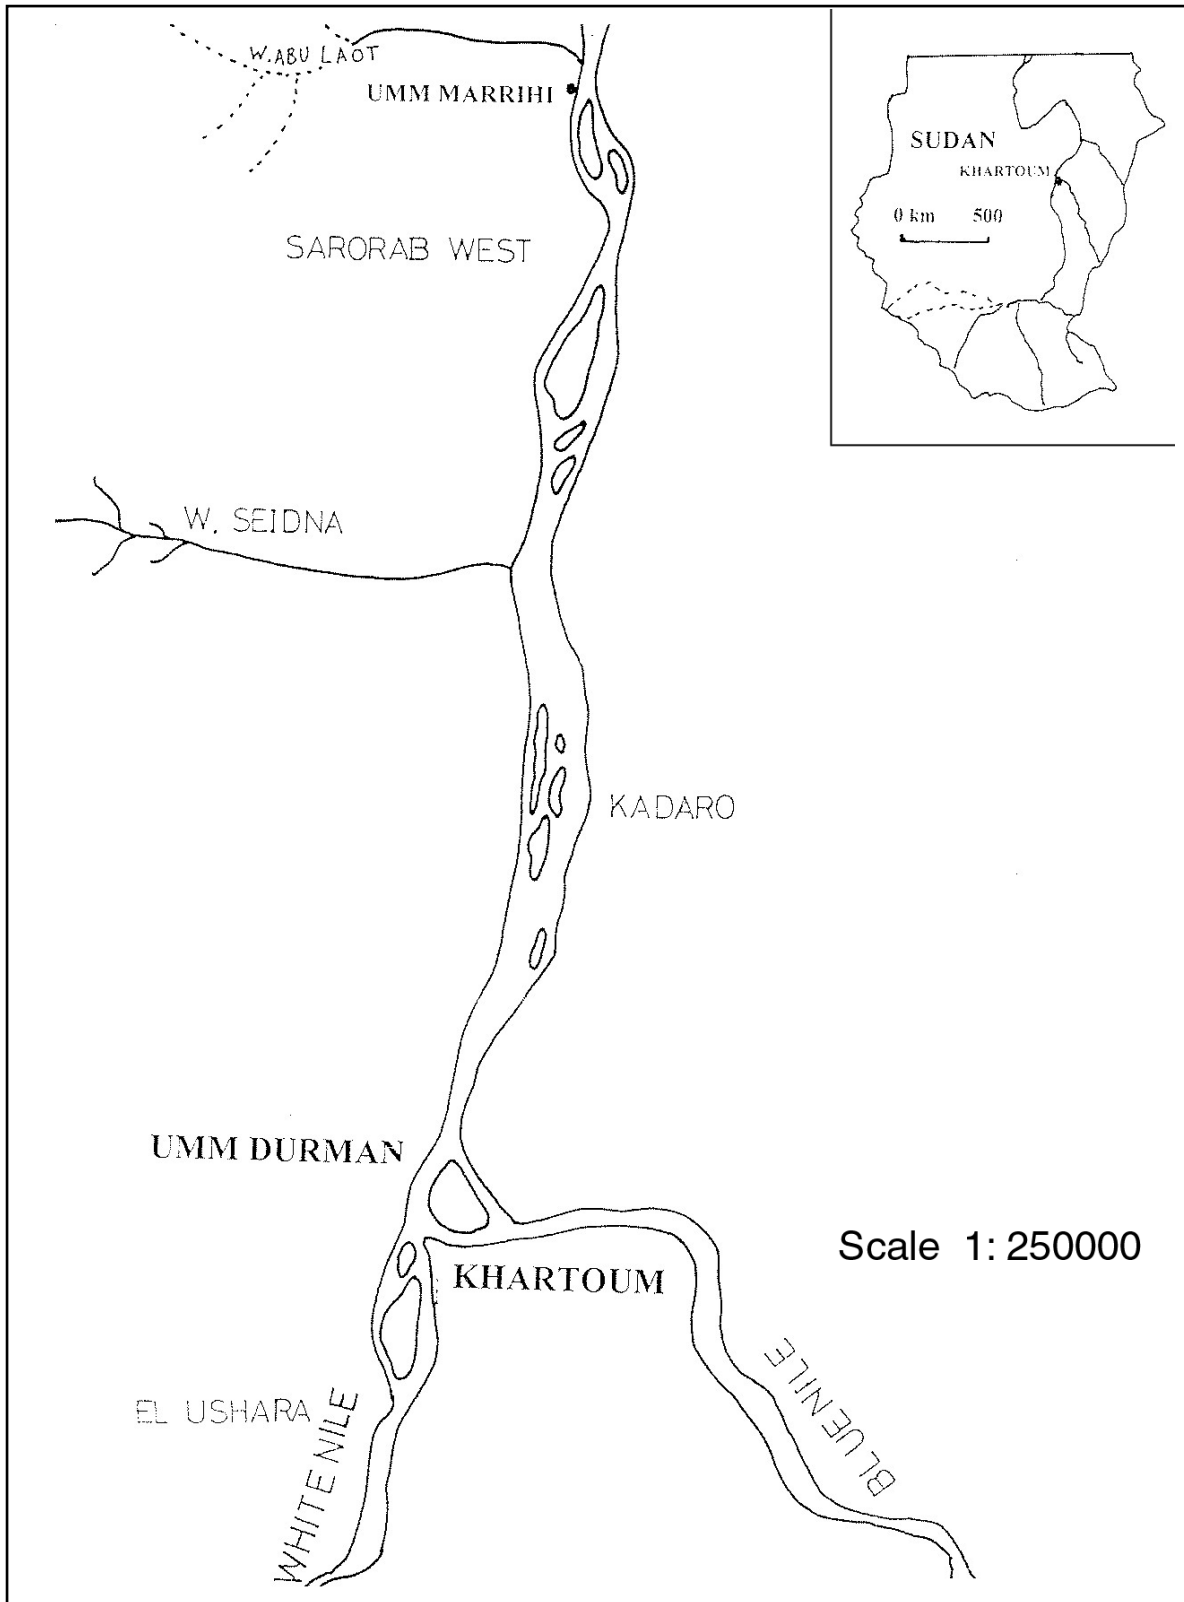 W. ABU LAOT
UMM MARRIHI
SUDAN
KHARTOUM
0 km 500
SARORAB WEST
W. SEIDNA
KADARO
UMM DURMAN
Scale 1: 250000
KHARTOUM
BLUE NILE
EL USHARA
WHITE NILE